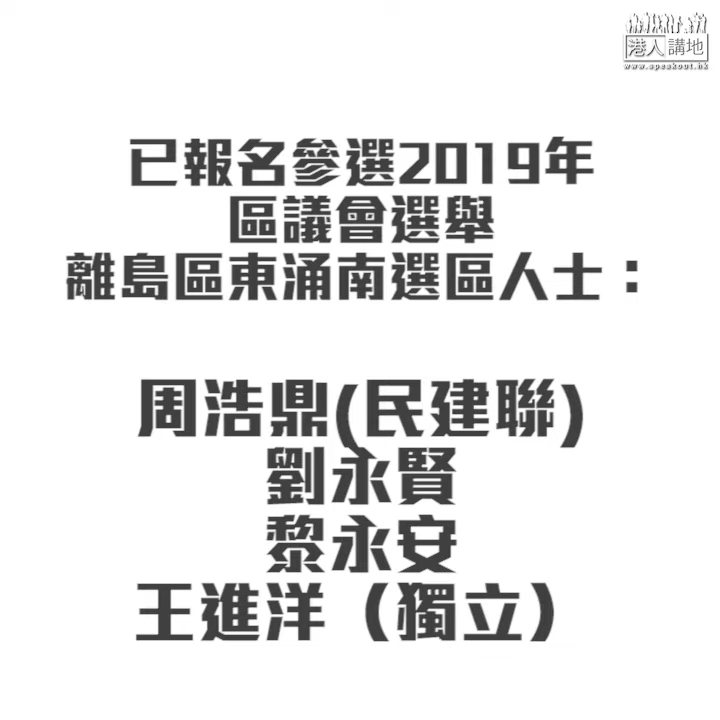 港人講地
www.speakout.hk
已報名參選2019年
區議會選舉
離島區東涌南選區人士：
周浩鼎(民建聯)
劉永賢
黎永安
王進洋（獨立）